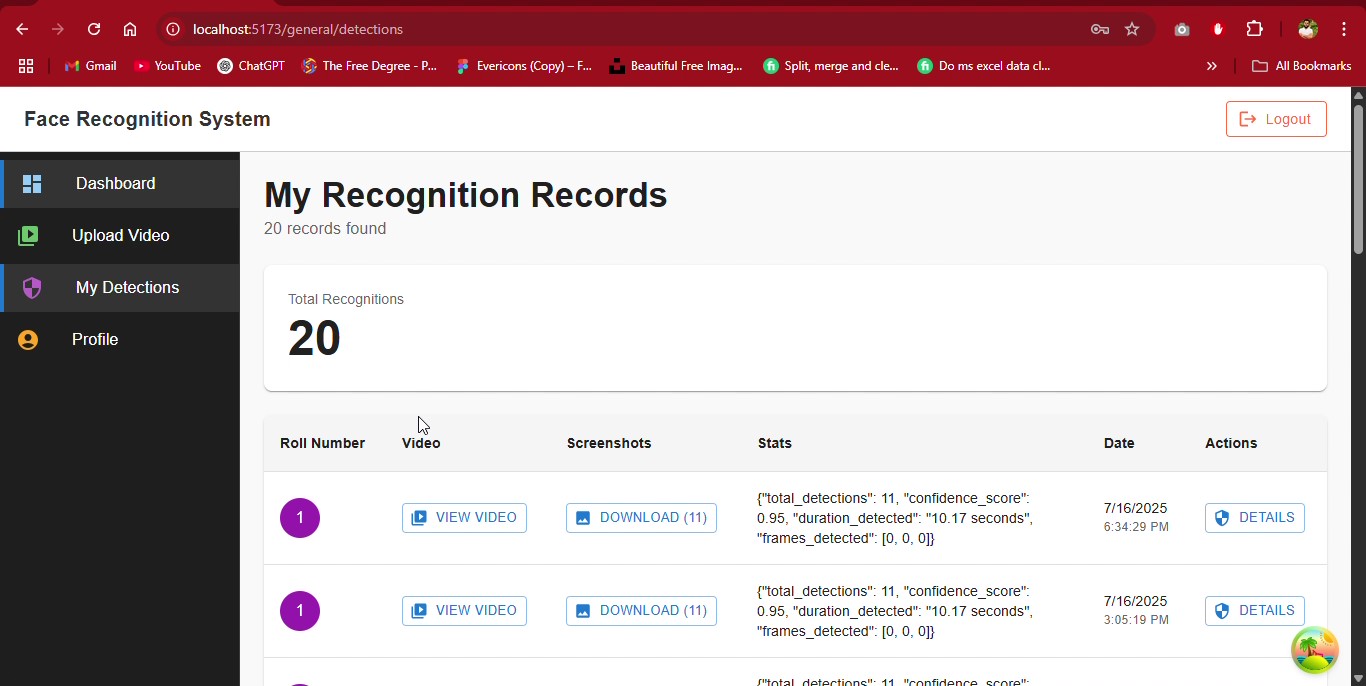 localhost:5173/general/detections
Gmail
YouTube
ChatGPT
The Free Degree - P...
Evericons (Copy) – F...
Beautiful Free Imag...
Split, merge and cle...
Do ms excel data cl...
»
All Bookmarks
Face Recognition System
Logout
Dashboard
Upload Video
My Detections
Profile
My Recognition Records
20 records found
Total Recognitions
20
Roll Number Video Screenshots Stats Date Actions
1
VIEW VIDEO
DOWNLOAD (11)
{"total_detections": 11, "confidence_score":
0.95, "duration_detected": "10.17 seconds",
"frames_detected": [0, 0, 0]}
7/16/2025
6:34:29 PM
DETAILS
1
VIEW VIDEO
DOWNLOAD (11)
{"total_detections": 11, "confidence_score":
0.95, "duration_detected": "10.17 seconds",
"frames_detected": [0, 0, 0]}
7/16/2025
3:05:19 PM
DETAILS
{"total_detections": 11, "confidence_score":